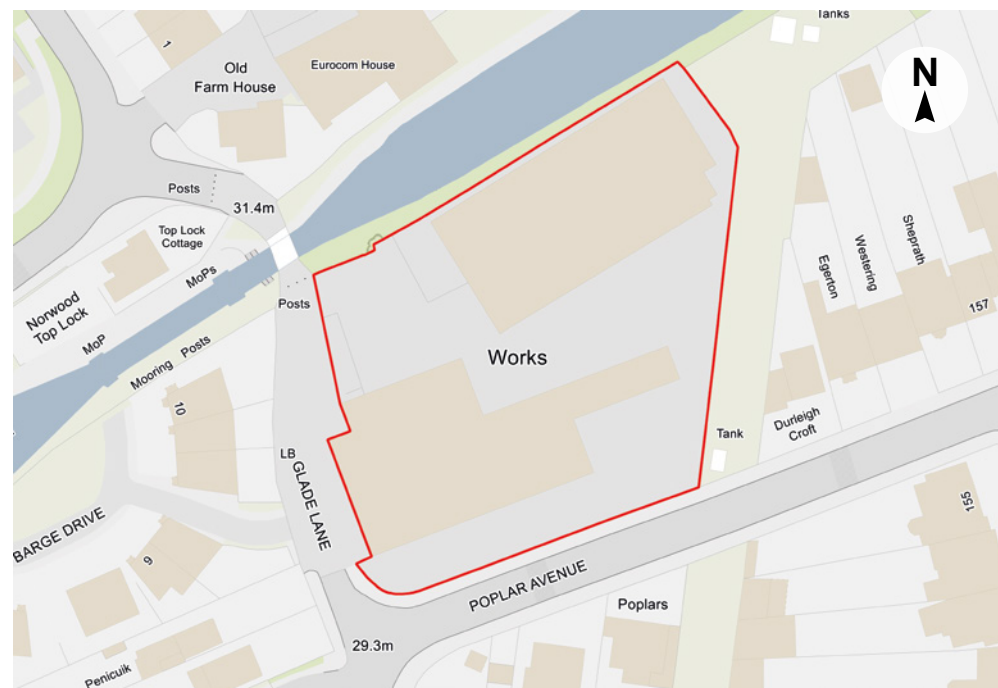 Tanks
1
Old
Farm House
Eurocom House
N
Posts
31.4m
Top Lock
Cottage
MoPs
Norwood
Top Lock
MoP
Posts
Mooring Posts
10
Works
Egerton
Westering
Sheprath
157
LB
GLADE LANE
Tank
Durleigh
Croft
BARGE DRIVE
9
POPLAR AVENUE
155
Poplars
29.3m
Penicuik